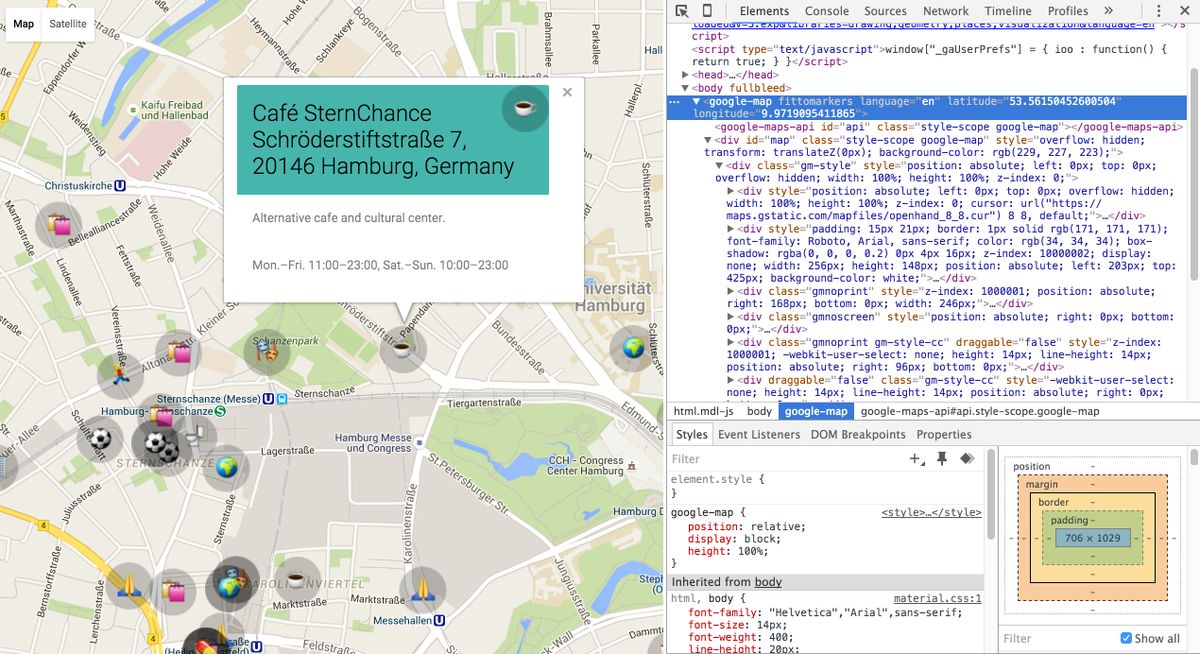 Map Satellite
Eppendorfer Weg
Brahmsallee
Parkallee
Heymannstraße
Hansastraße
Hallerstraße
Kaifu Freibad
und Hallenbad
Hohe Weide
Heußweg
Christuskirche U
Bellealliancestraße
Weidenallee
Marthastraße
Fettstraße
Lindenallee
Vereinsstraße
Kleiner S
Altonaer
Schlüterstraße
Café SternChance
Schröderstiftstraße 7,
20146 Hamburg, Germany
Alternative cafe and cultural center.
Mon.–Fri. 11:00–23:00, Sat.–Sun. 10:00–23:00
Universität
Hamburg
Papendam
Bundesstraße
Schanzenpark
Sternschanze (Messe) U
Tiergartenstraße
Edmund-S
Hamburg Messe
und Congress
Lagerstraße
STERNSCHANZE
St.Petersburger Str.
CCH - Congress
Center Hamburg
Juliusstraße
Sternstraße
Karolinenstraße
Hamburg D
Bernstorffstraße
Lerchenstraße
KAROLINENVIERTEL
Marktstraße
Marktstraße
Messehallen U
Jungiusstraße
Steph
4
4
Elements Console Sources Network Timeline Profiles
cript>
<script type="text/javascript">window["_gaUserPrefs"] = { ioo : function() {
return true; } }</script>
<head>…</head>
<body fullbleed>
<google-map fittomarkers language="en" latitude="53.56150452600504"
longitude="9.9719095411865">
<google-maps-api id="api" class="style-scope google-map"></google-maps-api>
<div id="map" class="style-scope google-map" style="overflow: hidden;
transform: translateZ(0px); background-color: rgb(229, 227, 223);">
<div class="gm-style" style="position: absolute; left: 0px; top: 0px;
overflow: hidden; width: 100%; height: 100%; z-index: 0;">
<div style="position: absolute; left: 0px; top: 0px; overflow: hidden;
width: 100%; height: 100%; z-index: 0; cursor: url("https://
maps.gstatic.com/mapfiles/openhand_8_8.cur") 8 8, default;">…</div>
<div style="padding: 15px 21px; border: 1px solid rgb(171, 171, 171);
font-family: Roboto, Arial, sans-serif; color: rgb(34, 34, 34); box-
shadow: rgba(0, 0, 0, 0.2) 0px 4px 16px; z-index: 10000002; display:
none; width: 256px; height: 148px; position: absolute; left: 203px; top:
425px; background-color: white;">…</div>
<div class="gmnoprint" style="z-index: 1000001; position: absolute;
right: 168px; bottom: 0px; width: 246px;">…</div>
<div class="gmnoscreen" style="position: absolute; right: 0px; bottom:
0px;">…</div>
<div class="gmnoprint gm-style-cc" draggable="false" style="z-index:
1000001; -webkit-user-select: none; height: 14px; line-height: 14px;
position: absolute; right: 96px; bottom: 0px;">…</div>
<div draggable="false" class="gm-style-cc" style="-webkit-user-select:
none; height: 14px; line-height: 14px; position: absolute; right: 0px;
html.mdl-js body google-map google-maps-api#api.style-scope.google-map
Styles Event Listeners DOM Breakpoints Properties
Filter
element.style {
}
google-map { <style>…</style>
position: relative;
display: block;
height: 100%;
}
Inherited from body
html, body { material.css:1
font-family: "Helvetica","Arial",sans-serif;
font-size: 14px;
font-weight: 400;
line-height: 20px;
position –
margin –
border –
padding –
706 × 1029
Filter Show all